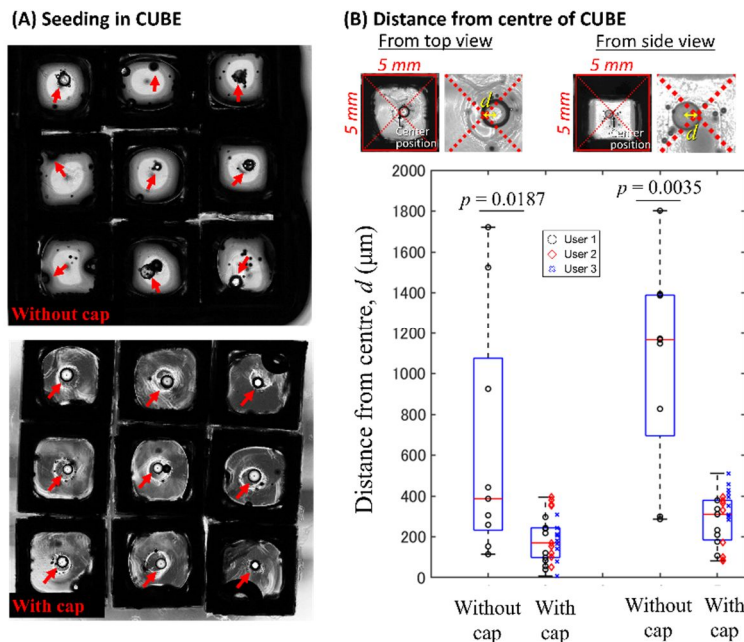 (A) Seeding in CUBE
Without cap
With cap
(B) Distance from centre of CUBE
From top view
From side view
5 mm
5 mm
5 mm
5 mm
Center
position
d
Center
position
d
p = 0.0187
p = 0.0035
User 1
User 2
User 3
Distance from centre, d (µm)
2000
1800
1600
1400
1200
1000
800
600
400
200
0
Without
cap
With
cap
Without
cap
With
cap